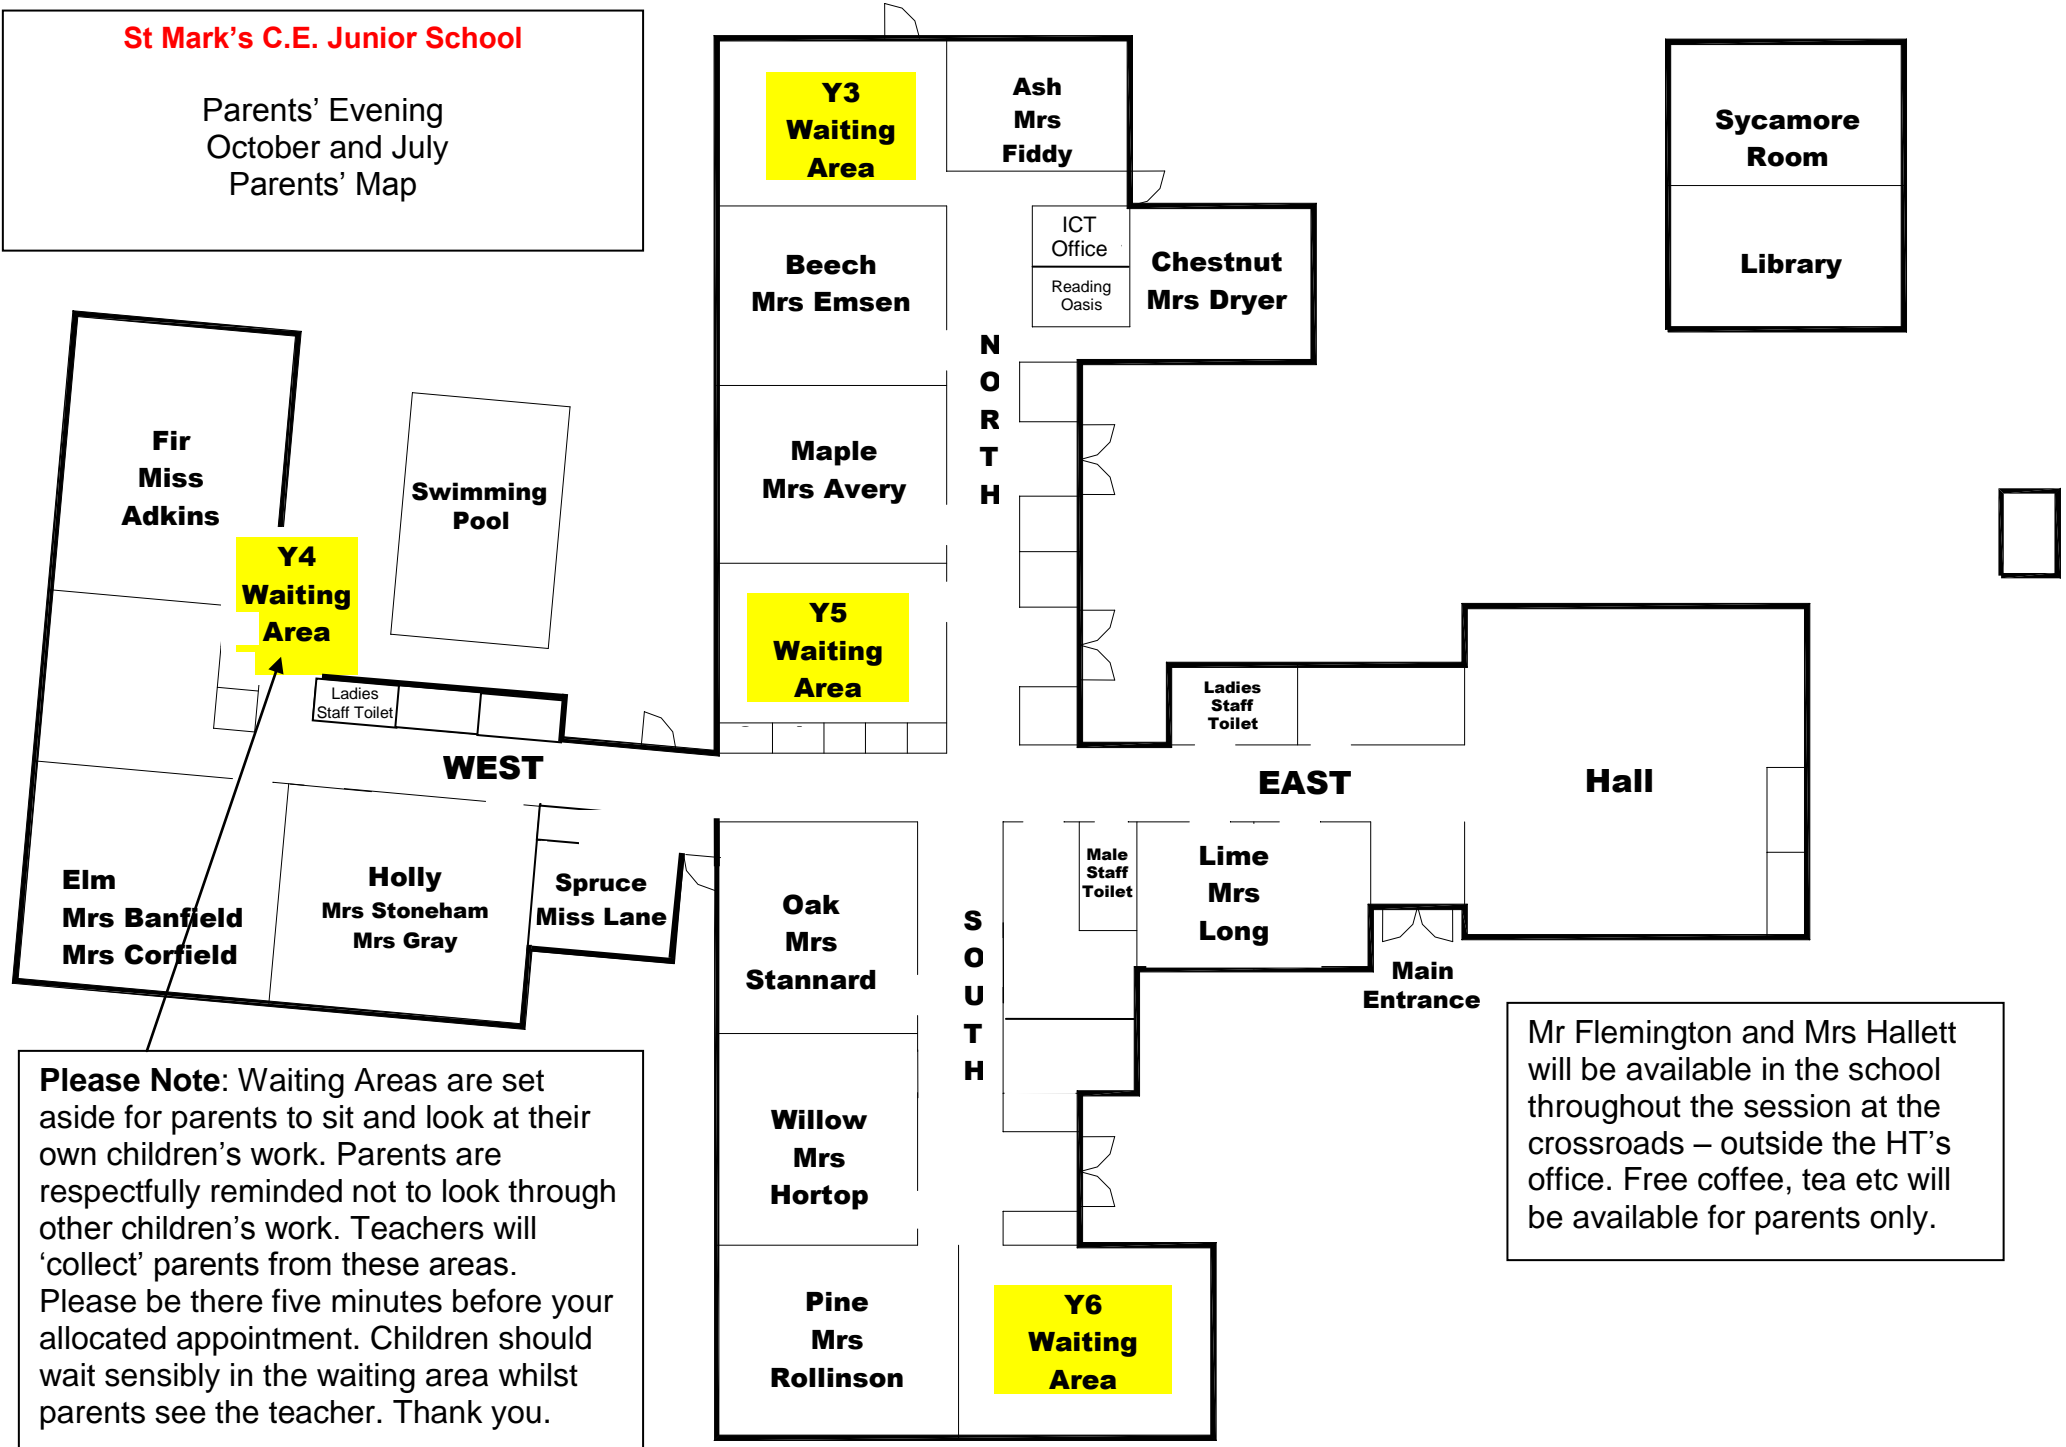 St Mark’s C.E. Junior School
Parents’ Evening
October and July
Parents’ Map
Y3
Waiting
Area
Ash
Mrs
Fiddy
Sycamore
Room
Library
ICT
Office
Reading
Oasis
Beech
Mrs Emsen
Chestnut
Mrs Dryer
N
O
R
T
H
Maple
Mrs Avery
Fir
Miss
Adkins
Swimming
Pool
Y4
Waiting
Area
Y5
Waiting
Area
Ladies
Staff Toilet
Ladies
Staff
Toilet
WEST
EAST
Hall
Elm
Mrs Banfield
Mrs Corfield
Holly
Mrs Stoneham
Mrs Gray
Spruce
Miss Lane
Oak
Mrs
Stannard
S
O
U
T
H
Male
Staff
Toilet
Lime
Mrs
Long
Main
Entrance
Willow
Mrs
Hortop
Pine
Mrs
Rollinson
Y6
Waiting
Area
Please Note: Waiting Areas are set
aside for parents to sit and look at their
own children’s work. Parents are
respectfully reminded not to look through
other children’s work. Teachers will
‘collect’ parents from these areas.
Please be there five minutes before your
allocated appointment. Children should
wait sensibly in the waiting area whilst
parents see the teacher. Thank you.
Mr Flemington and Mrs Hallett
will be available in the school
throughout the session at the
crossroads – outside the HT’s
office. Free coffee, tea etc will
be available for parents only.